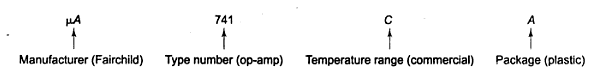 μA 741 C A
Manufacturer (Fairchild) Type number (op-amp) Temperature range (commercial) Package (plastic)